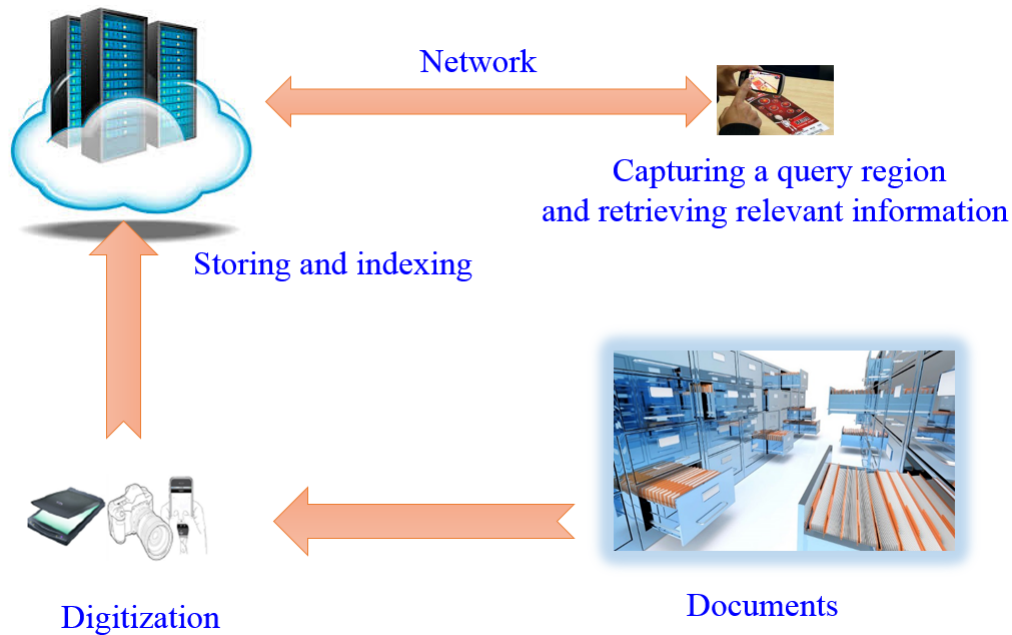 Network
Capturing a query region
and retrieving relevant information
Storing and indexing
Digitization
Documents